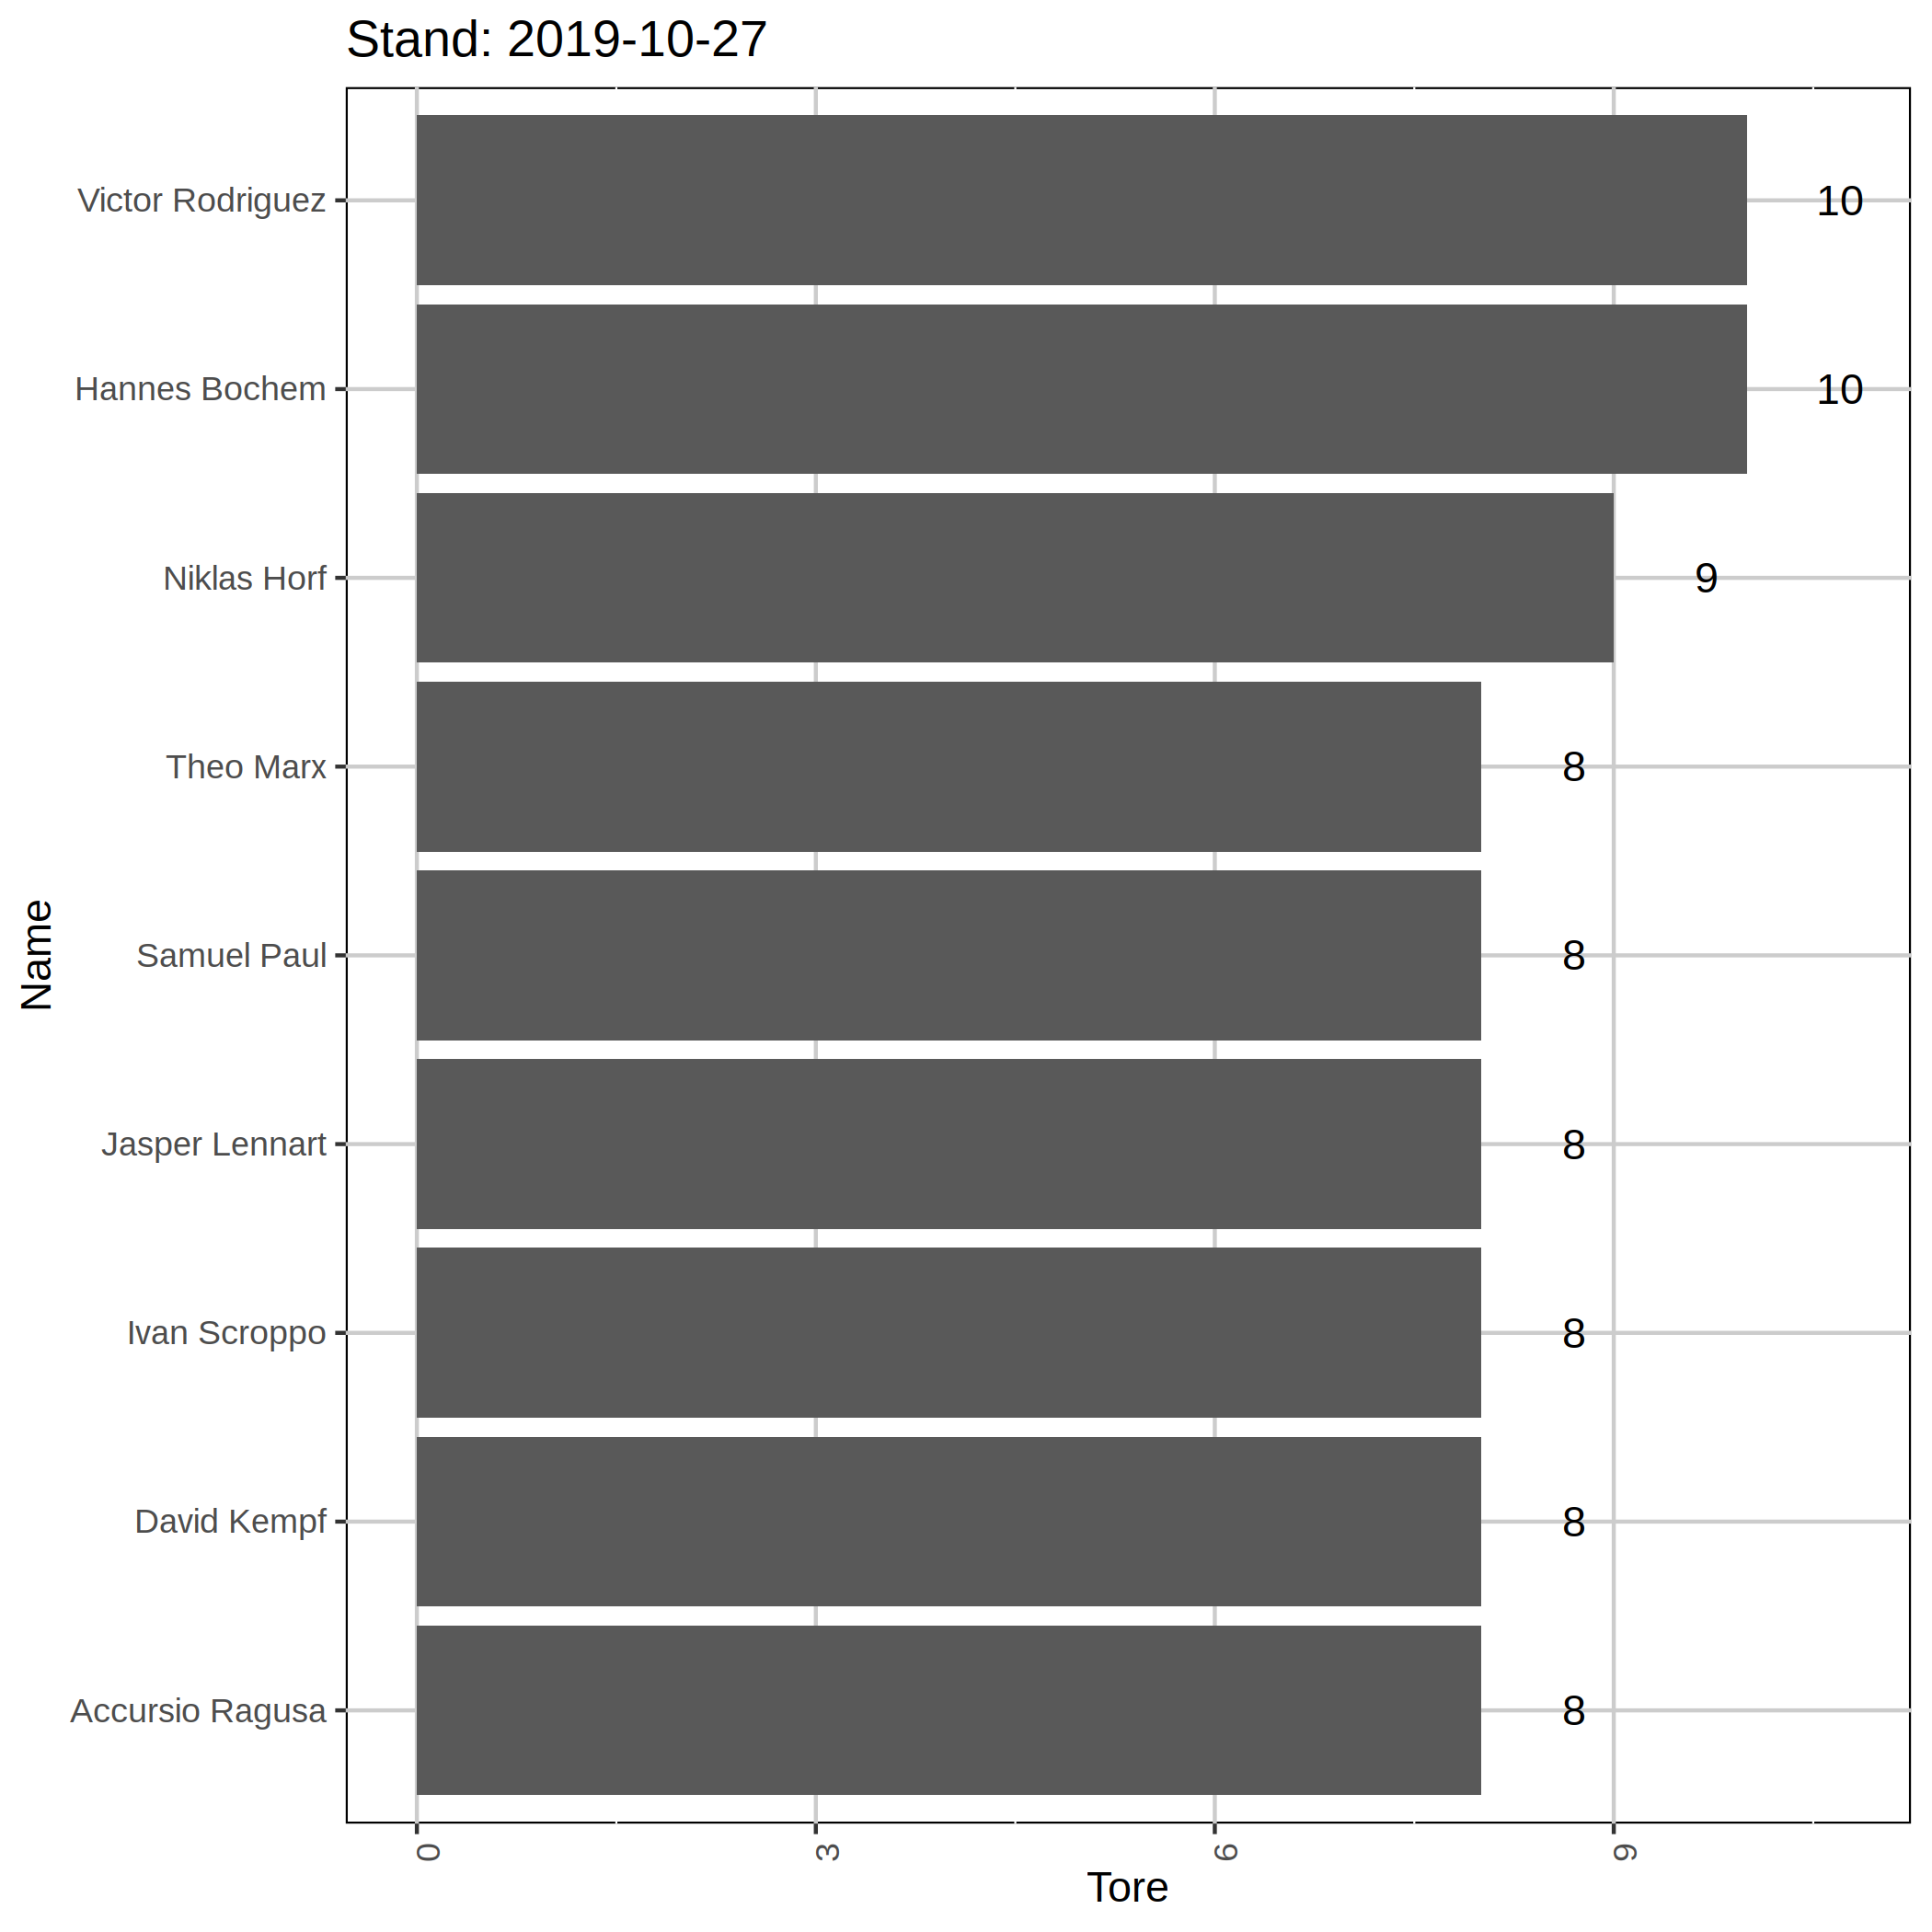 Stand: 2019-10-27
Victor Rodriguez 10
Hannes Bochem 10
Niklas Horf 9
Theo Marx 8
Samuel Paul 8
Jasper Lennart 8
Ivan Scroppo 8
David Kempf 8
Accursio Ragusa 8
Name
0 3 6 9
Tore